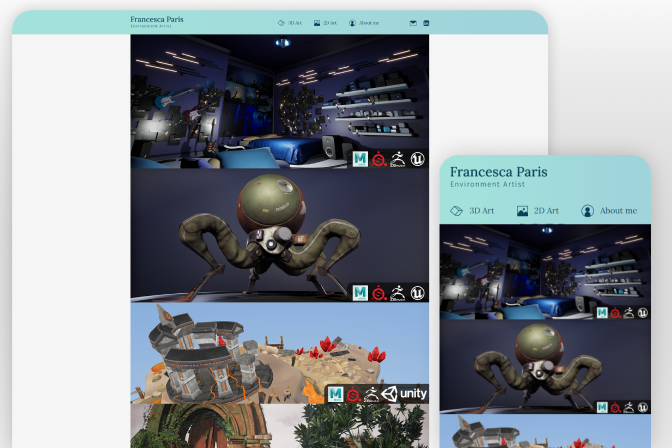 Francesca Paris
Environment Artist
3D Art
2D Art
About me
unity
Francesca Paris
Environment Artist
3D Art
2D Art
About me